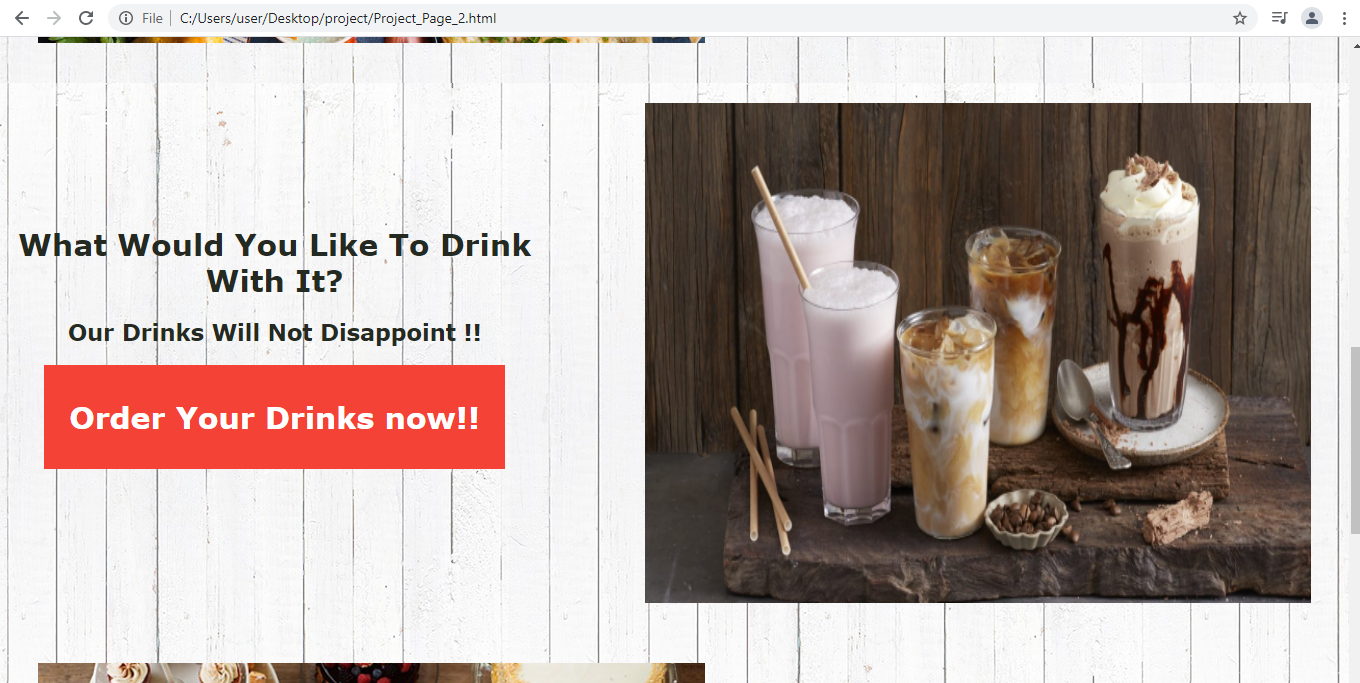 File C:/Users/user/Desktop/project/Project_Page_2.html
What Would You Like To Drink
With It?
Our Drinks Will Not Disappoint !!
Order Your Drinks now!!